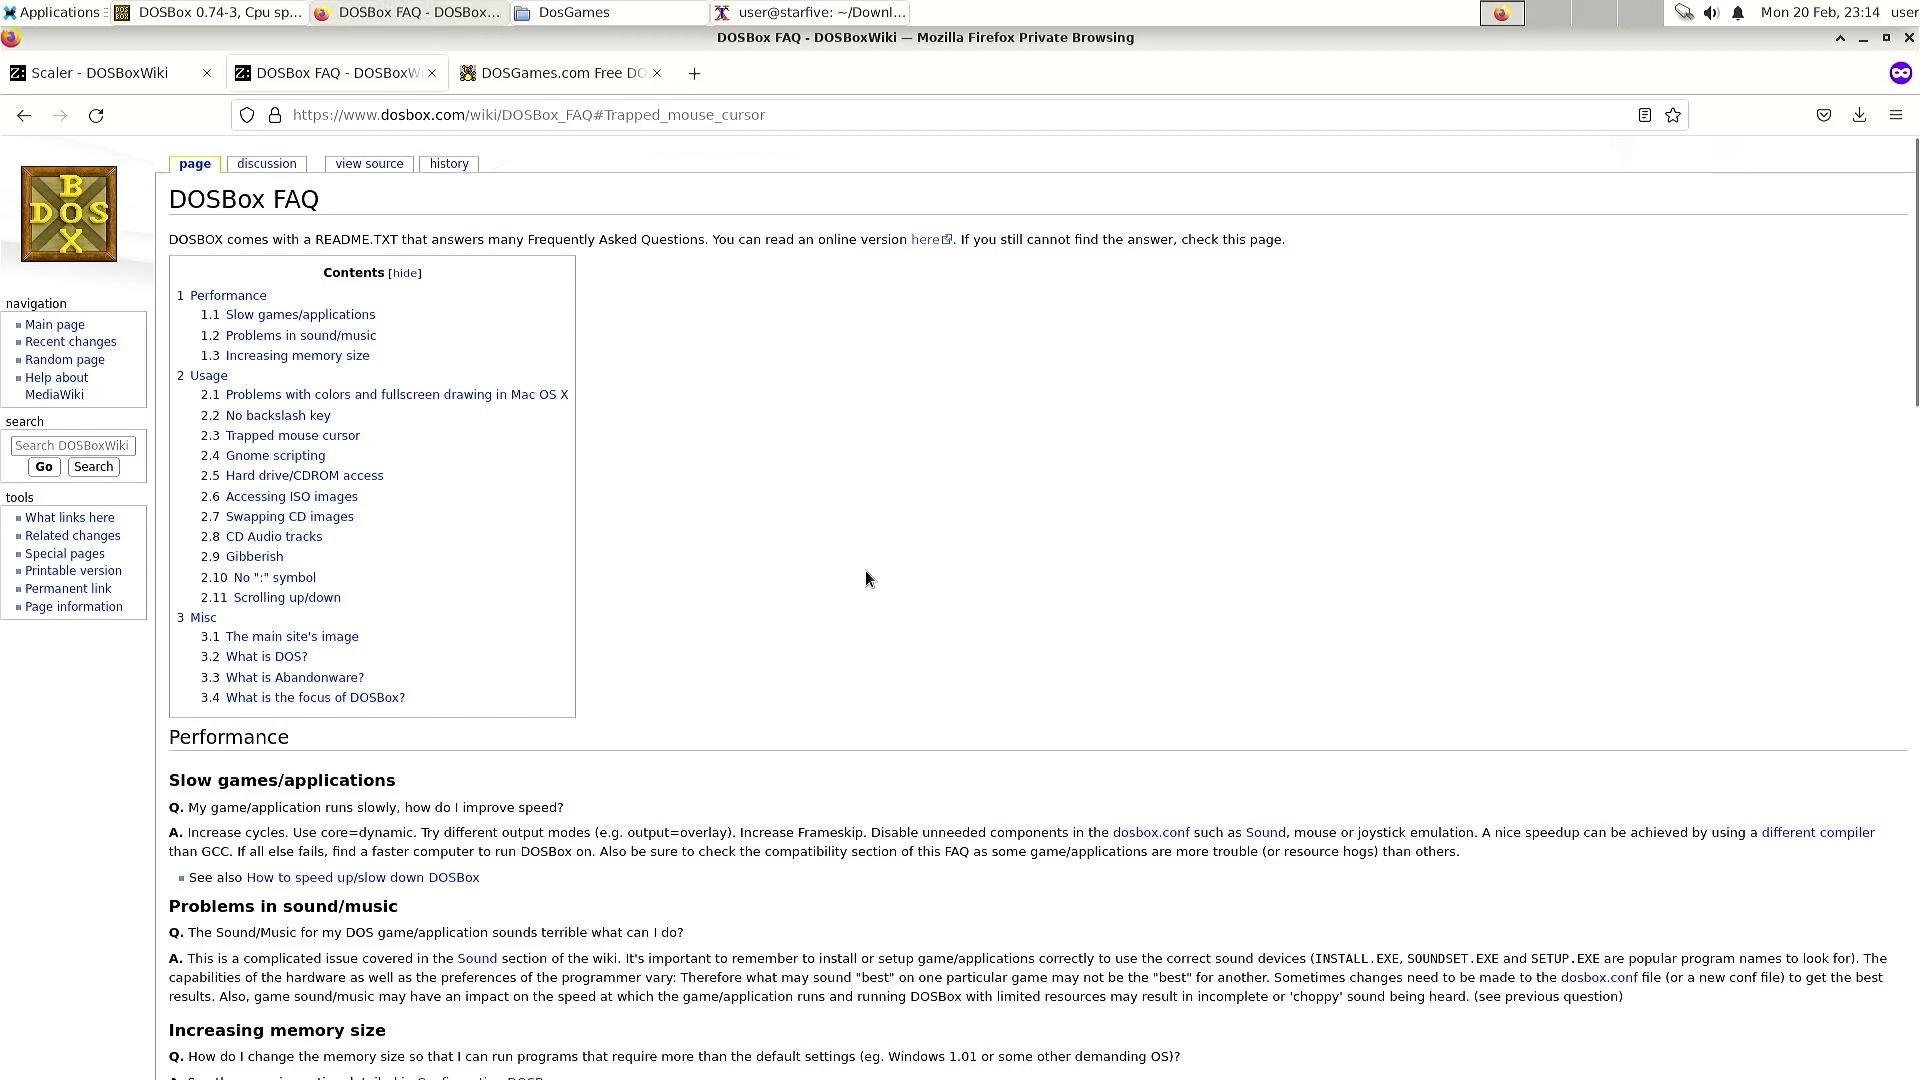 Applications
DOSBox 0.74-3, Cpu sp...
DOSBox FAQ - DOSBox...
DosGames
user@starfive: ~/Downl...
Mon 20 Feb, 23:14
user
DOSBox FAQ - DOSBoxWiki — Mozilla Firefox Private Browsing
Scaler - DOSBoxWiki
DOSBox FAQ - DOSBoxW
DOSGames.com Free DO
https://www.dosbox.com/wiki/DOSBox_FAQ#Trapped_mouse_cursor
B
DOS
X
navigation
Main page
Recent changes
Random page
Help about
MediaWiki
search
Search DOSBoxWiki
Go Search
tools
What links here
Related changes
Special pages
Printable version
Permanent link
Page information
page discussion view source history
DOSBox FAQ
DOSBOX comes with a README.TXT that answers many Frequently Asked Questions. You can read an online version here. If you still cannot find the answer, check this page.
Contents [hide]
1 Performance
1.1 Slow games/applications
1.2 Problems in sound/music
1.3 Increasing memory size
2 Usage
2.1 Problems with colors and fullscreen drawing in Mac OS X
2.2 No backslash key
2.3 Trapped mouse cursor
2.4 Gnome scripting
2.5 Hard drive/CDROM access
2.6 Accessing ISO images
2.7 Swapping CD images
2.8 CD Audio tracks
2.9 Gibberish
2.10 No ":" symbol
2.11 Scrolling up/down
3 Misc
3.1 The main site's image
3.2 What is DOS?
3.3 What is Abandonware?
3.4 What is the focus of DOSBox?
Performance
Slow games/applications
Q. My game/application runs slowly, how do I improve speed?
A. Increase cycles. Use core=dynamic. Try different output modes (e.g. output=overlay). Increase Frameskip. Disable unneeded components in the dosbox.conf such as Sound, mouse or joystick emulation. A nice speedup can be achieved by using a different compiler
than GCC. If all else fails, find a faster computer to run DOSBox on. Also be sure to check the compatibility section of this FAQ as some game/applications are more trouble (or resource hogs) than others.
See also How to speed up/slow down DOSBox
Problems in sound/music
Q. The Sound/Music for my DOS game/application sounds terrible what can I do?
A. This is a complicated issue covered in the Sound section of the wiki. It's important to remember to install or setup game/applications correctly to use the correct sound devices (INSTALL.EXE, SOUNDSET.EXE and SETUP.EXE are popular program names to look for). The
capabilities of the hardware as well as the preferences of the programmer vary: Therefore what may sound "best" on one particular game may not be the "best" for another. Sometimes changes need to be made to the dosbox.conf file (or a new conf file) to get the best
results. Also, game sound/music may have an impact on the speed at which the game/application runs and running DOSBox with limited resources may result in incomplete or 'choppy' sound being heard. (see previous question)
Increasing memory size
Q. How do I change the memory size so that I can run programs that require more than the default settings (eg. Windows 1.01 or some other demanding OS)?